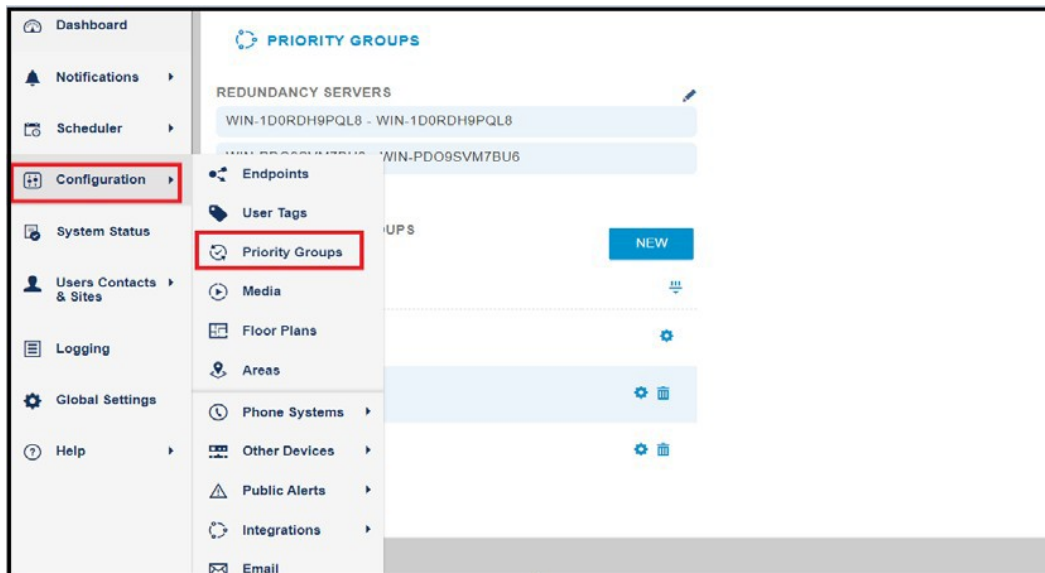 Dashboard
Notifications
Scheduler
Configuration
System Status
Users Contacts
& Sites
Logging
Global Settings
Help
Endpoints
User Tags
Priority Groups
Media
Floor Plans
Areas
Phone Systems
Other Devices
Public Alerts
Integrations
Email
PRIORITY GROUPS
REDUNDANCY SERVERS
WIN-1D0RDH9PQL8 - WIN-1D0RDH9PQL8
WIN-PDO9SVM7BU6
UPS
NEW